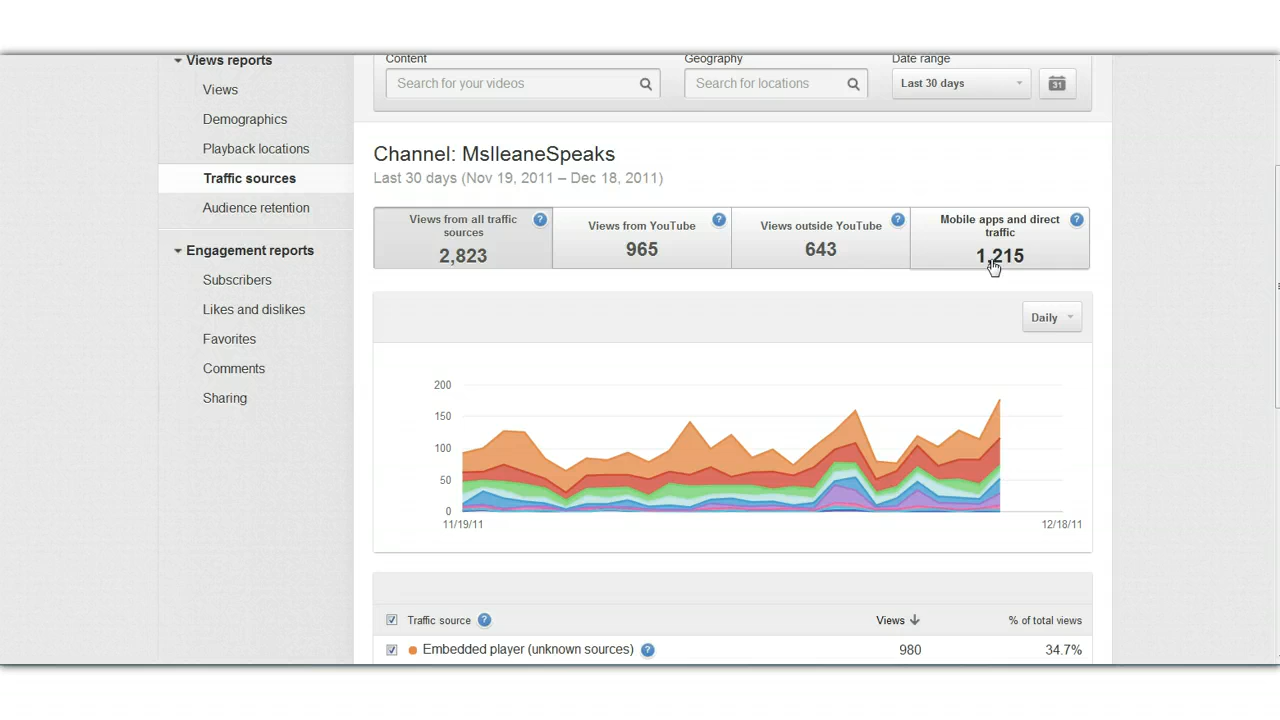 Views reports
Views
Demographics
Playback locations
Traffic sources
Audience retention
Engagement reports
Subscribers
Likes and dislikes
Favorites
Comments
Sharing
Content
Geography
Date range
Search for your videos
Search for locations
Last 30 days
31
Channel: MslleaneSpeaks
Last 30 days (Nov 19, 2011 – Dec 18, 2011)
Views from all traffic
sources
?
2,823
Views from YouTube
?
965
Views outside YouTube
?
643
Mobile apps and direct
traffic
?
1,215
Daily
200
150
100
50
0
11/19/11
12/18/11
Traffic source ?
Views
% of total views
Embedded player (unknown sources) ?
980
34.7%